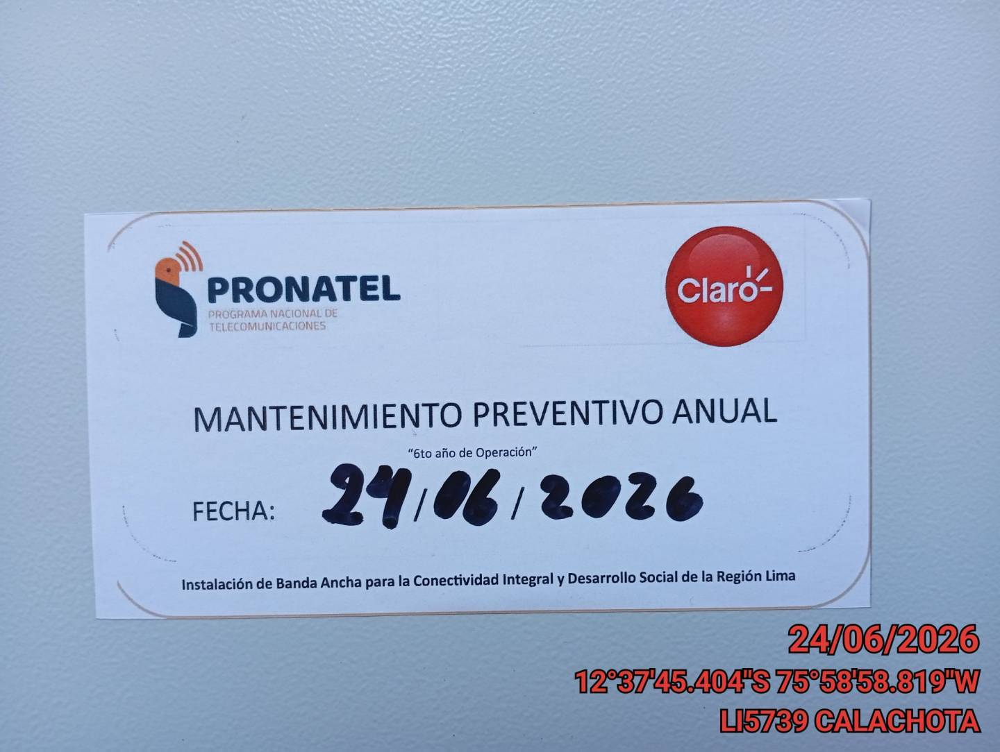 PRONATEL
PROGRAMA NACIONAL DE
TELECOMUNICACIONES
Claro
MANTENIMIENTO PREVENTIVO ANUAL
“6to año de Operación”
FECHA: 24/06/2026
Instalación de Banda Ancha para la Conectividad Integral y Desarrollo Social de la Región Lima
24/06/2026
12°37'45.404"S 75°58'58.819"W
LI5739 CALACHOTA